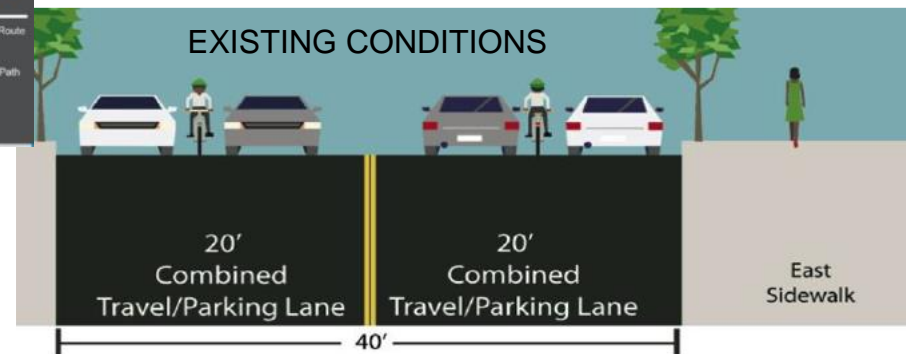 Route
Path
EXISTING CONDITIONS
20'
Combined
Travel/Parking Lane
20'
Combined
Travel/Parking Lane
East
Sidewalk
40'